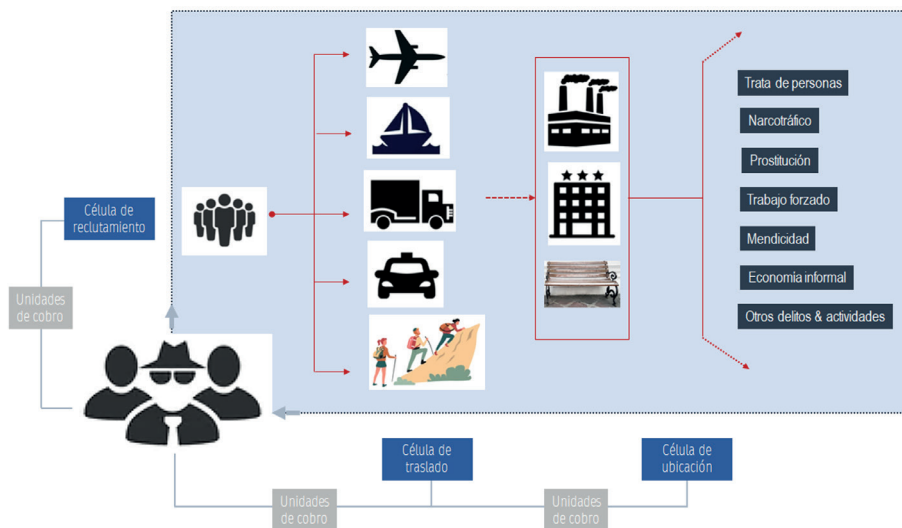 Trata de personas
Narcotráfico
Prostitución
Trabajo forzado
Mendicidad
Economía informal
Otros delitos & actividades
Célula de
reclutamiento
Unidades
de cobro
Célula de
traslado
Célula de
ubicación
Unidades
de cobro
Unidades
de cobro